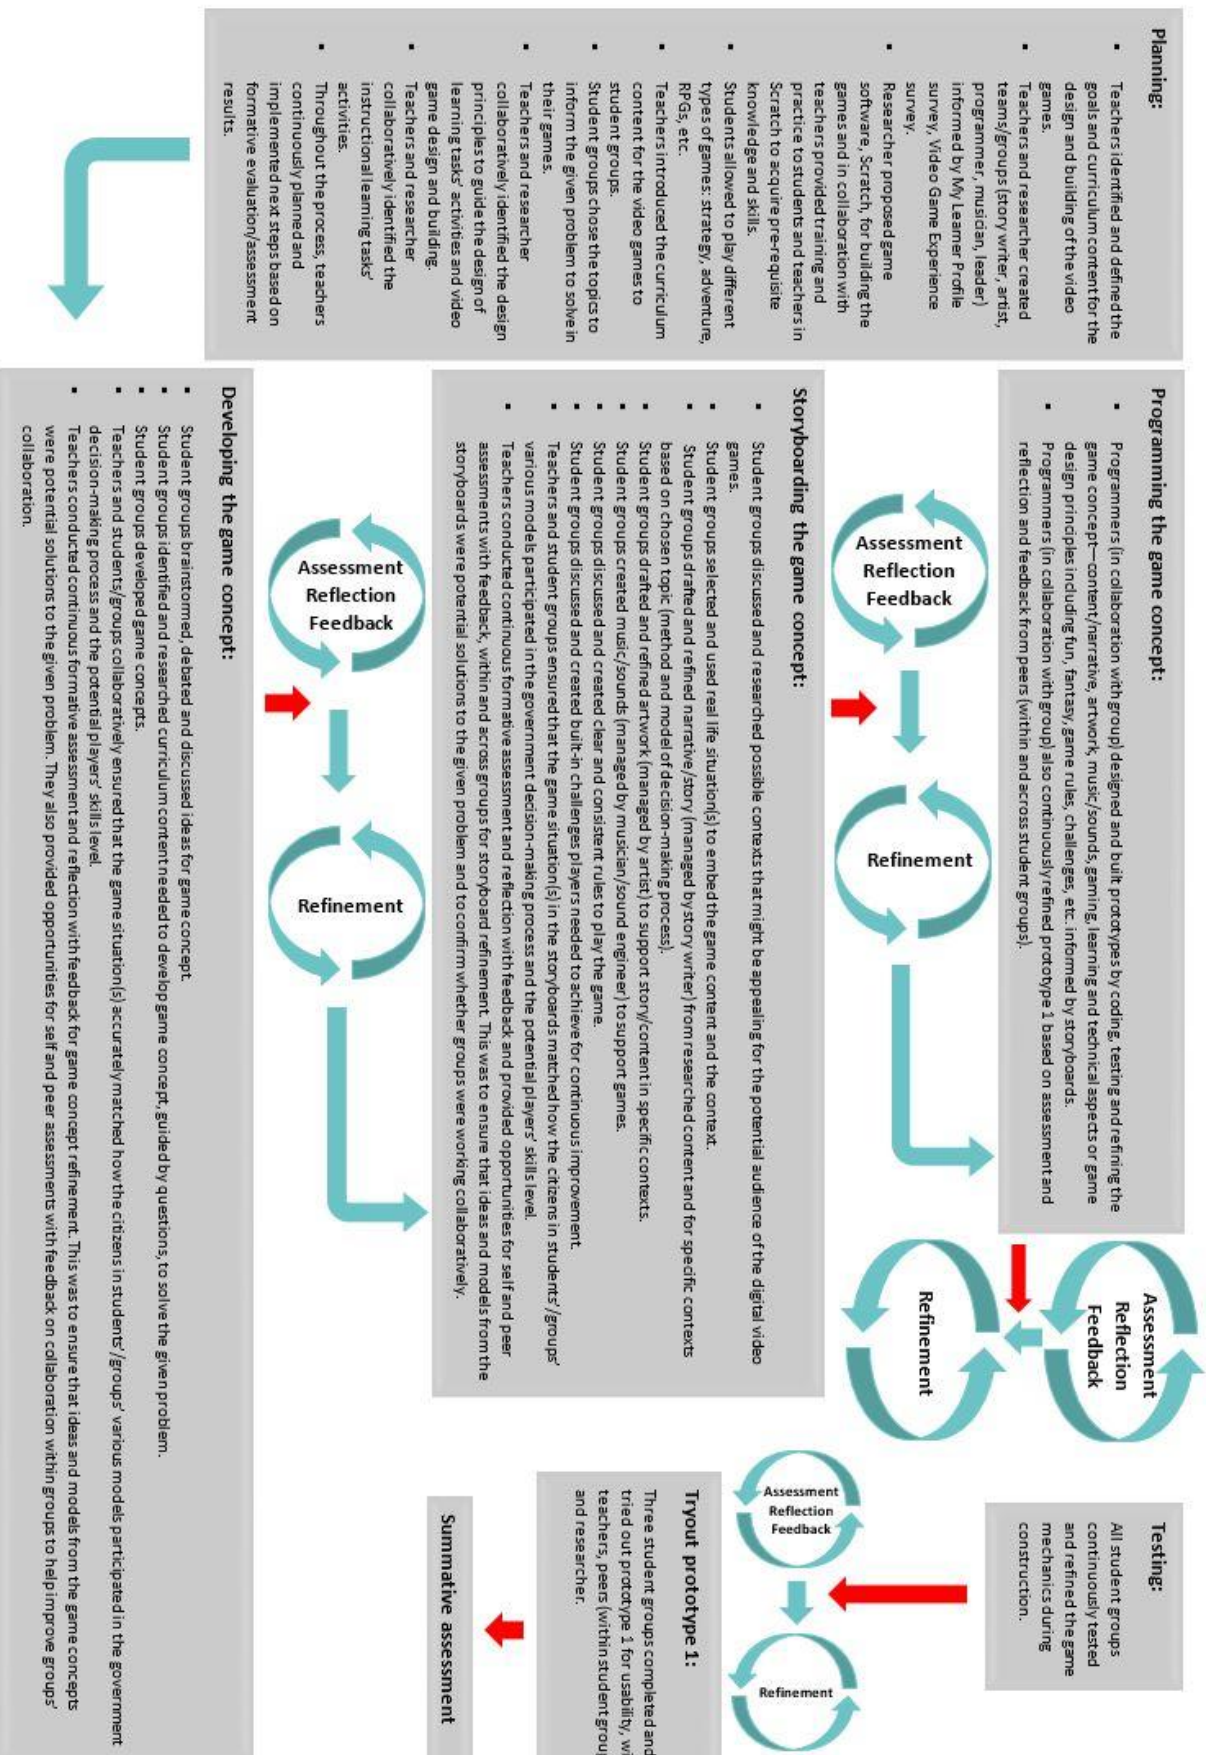 Planning:
▪ Teachers identified and defined the
goals and curriculum content for the
design and building of the video
games.
▪ Teachers and researcher created
teams/groups (story writer, artist,
programmer, musician, leader)
informed by My Learner Profile
survey, Video Game Experience
survey.
▪ Researcher proposed game
software, Scratch, for building the
games and in collaboration with
teachers provided training and
practice to students and teachers in
Scratch to acquire pre-requisite
knowledge and skills.
▪ Students allowed to play different
types of games: strategy, adventure,
RPGs, etc.
▪ Teachers introduced the curriculum
content for the video games to
student groups.
▪ Student groups chose the topics to
inform the given problem to solve in
their games.
▪ Teachers and researcher
collaboratively identified the design
principles to guide the design of
learning tasks' activities and video
game design and building.
▪ Teachers and researcher
collaboratively identified the
instructional learning tasks'
activities.
▪ Throughout the process, teachers
continuously planned and
implemented next steps based on
formative evaluation/assessment
results.
Programming the game concept:
▪ Programmers (in collaboration with group) designed and built prototypes by coding, testing and refining the
game concept—content/narrative, artwork, music/sounds, gaming, learning and technical aspects or game
design principles including fun, fantasy, game rules, challenges, etc. informed by storyboards.
▪ Programmers (in collaboration with group) also continuously refined prototype 1 based on assessment and
reflection and feedback from peers (within and across student groups).
Assessment
Reflection
Feedback
Refinement
Assessment
Reflection
Feedback
Refinement
Testing:
All student groups
continuously tested
and refined the game
mechanics during
construction.
Storyboarding the game concept:
▪ Student groups discussed and researched possible contexts that might be appealing for the potential audience of the digital video
games.
▪ Student groups selected and used real life situation(s) to embed the game content and the context.
▪ Student groups drafted and refined narrative/story (managed by story writer) from researched content and for specific contexts
based on chosen topic (method and model of decision-making process).
▪ Student groups drafted and refined artwork (managed by artist) to support story/content in specific contexts.
▪ Student groups created music/sounds (managed by musician/sound engineer) to support games.
▪ Student groups discussed and created clear and consistent rules to play the game.
▪ Student groups discussed and created built-in challenges players needed to achieve for continuous improvement.
▪ Teachers and student groups ensured that the game situation(s) in the storyboards matched how the citizens in students'/groups'
various models participated in the government decision-making process and the potential players' skills level.
▪ Teachers conducted continuous formative assessment and reflection with feedback and provided opportunities for self and peer
assessments with feedback, within and across groups for storyboard refinement. This was to ensure that ideas and models from the
storyboards were potential solutions to the given problem and to confirm whether groups were working collaboratively.
Assessment
Reflection
Feedback
Refinement
Assessment
Reflection
Feedback
Refinement
Tryout prototype 1:
Three student groups completed and
tried out prototype 1 for usability,
teachers, peers (within student
and researcher.
Summative assessment
Developing the game concept:
▪ Student groups brainstormed, debated and discussed ideas for game concept.
▪ Student groups identified and researched curriculum content needed to develop game concept, guided by questions, to solve the given problem.
▪ Student groups developed game concepts.
▪ Teachers and students/groups collaboratively ensured that the game situation(s) accurately matched how the citizens in students'/groups' various models participated in the government
decision-making process and the potential players' skills level.
▪ Teachers conducted continuous formative assessment and reflection with feedback for game concept refinement. This was to ensure that ideas and models from the game concepts
were potential solutions to the given problem. They also provided opportunities for self and peer assessments with feedback on collaboration within groups to help improve groups'
collaboration.